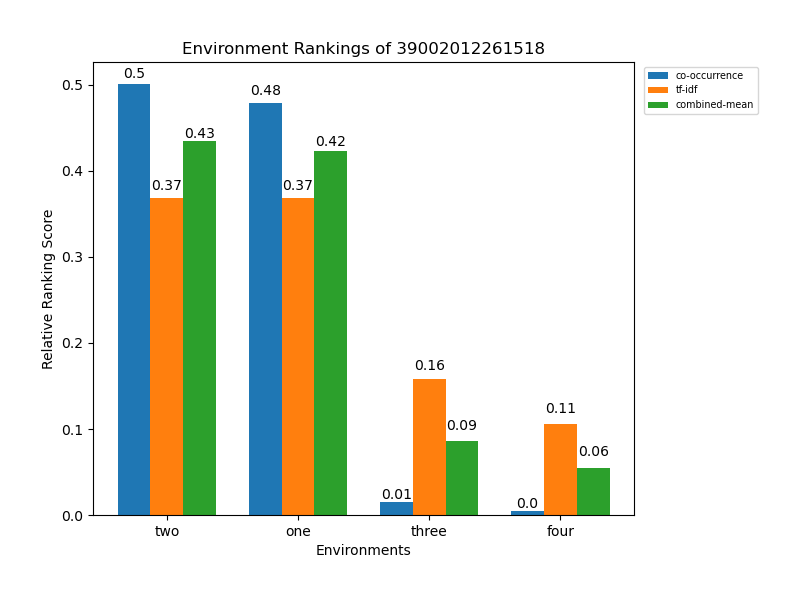 Environment Rankings of 39002012261518
co-occurrence
tf-idf
combined-mean
0.5
0.48
0.43
0.42
0.37
0.37
0.16
0.11
0.09
0.06
0.01
0.0
Relative Ranking Score
0.5
0.4
0.3
0.2
0.1
0.0
two one three four
Environments